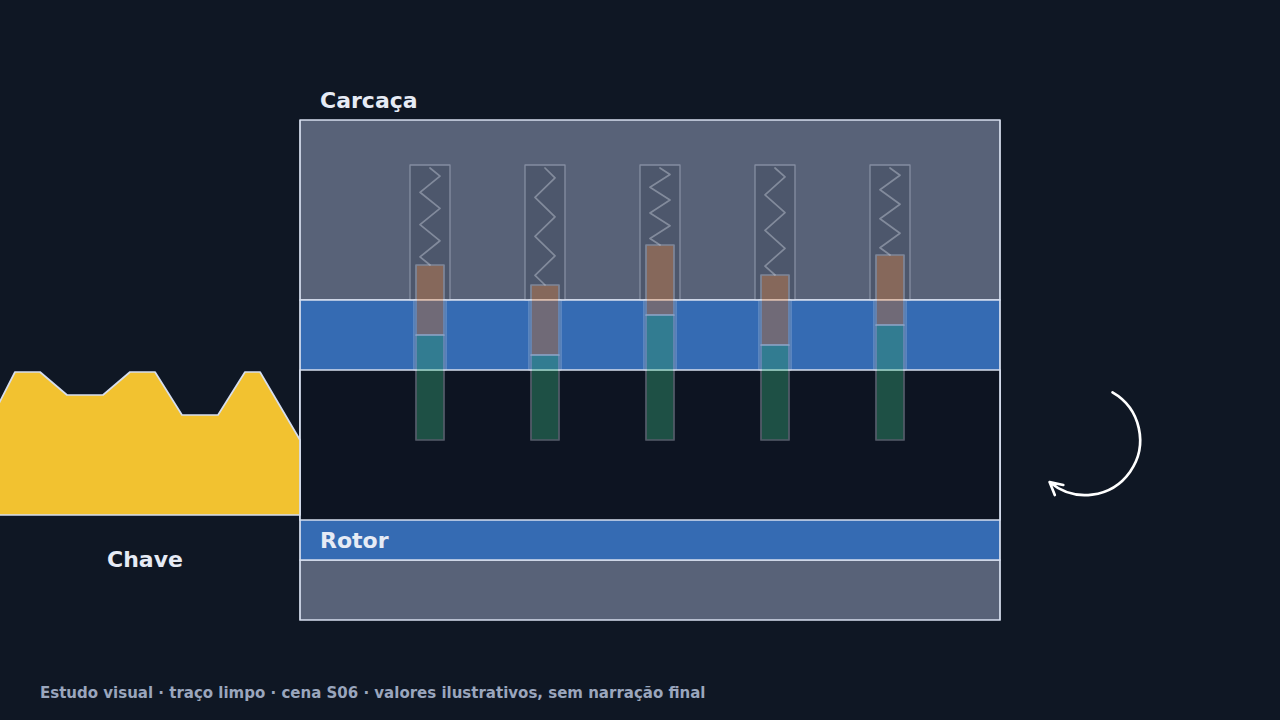 Carcaça
Rotor
Chave
Estudo visual · traço limpo · cena S06 · valores ilustrativos, sem narração final